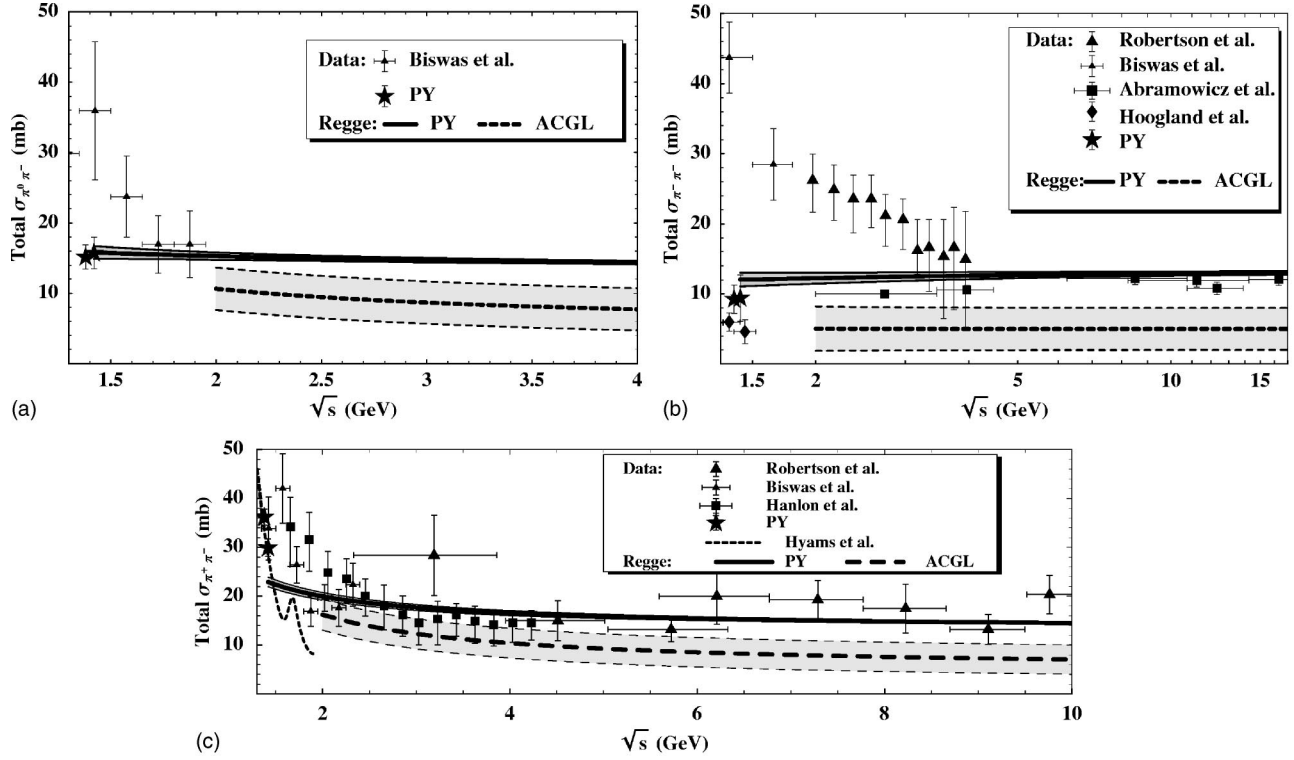 50
40
30
20
10
Total σπ⁰ π⁻ (mb)
Data: Biswas et al.
PY
Regge: PY ACGL
1.5 2 2.5 3 3.5 4
√s (GeV)
(a)
50
40
30
20
10
Total σπ⁻ π⁻ (mb)
Data: Robertson et al.
Biswas et al.
Abramowicz et al.
Hoogland et al.
PY
Regge: PY ACGL
1.5 2 5 10 15
√s (GeV)
(b)
50
40
30
20
10
Total σπ⁺ π⁻ (mb)
Data: Robertson et al.
Biswas et al.
Hanlon et al.
PY
Hyams et al.
Regge: PY ACGL
2 4 6 8 10
√s (GeV)
(c)